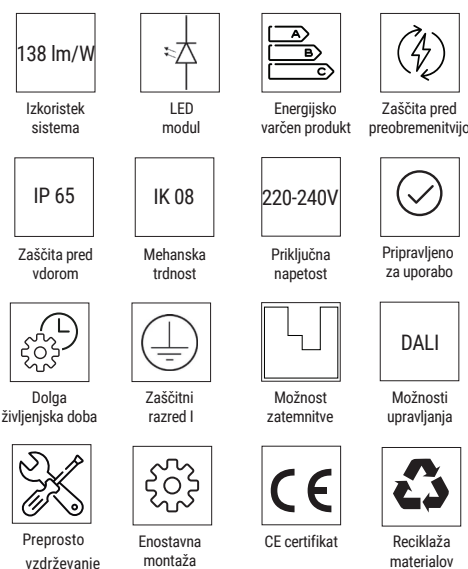 138 lm/W
Izkoristek
sistema
LED
modul
A
B
C
Energijsko
varčen produkt
Zaščita pred
preobremenitvijo
IP 65
Zaščita pred
vdorom
IK 08
Mehanska
trdnost
220-240V
Priključna
napetost
Pripravljeno
za uporabo
Dolga
življenjska doba
Zaščitni
razred I
Možnost
zatemnitve
DALI
Možnosti
upravljanja
Preprosto
vzdrževanje
Enostavna
montaža
CE
CE certifikat
Reciklaža
materialov